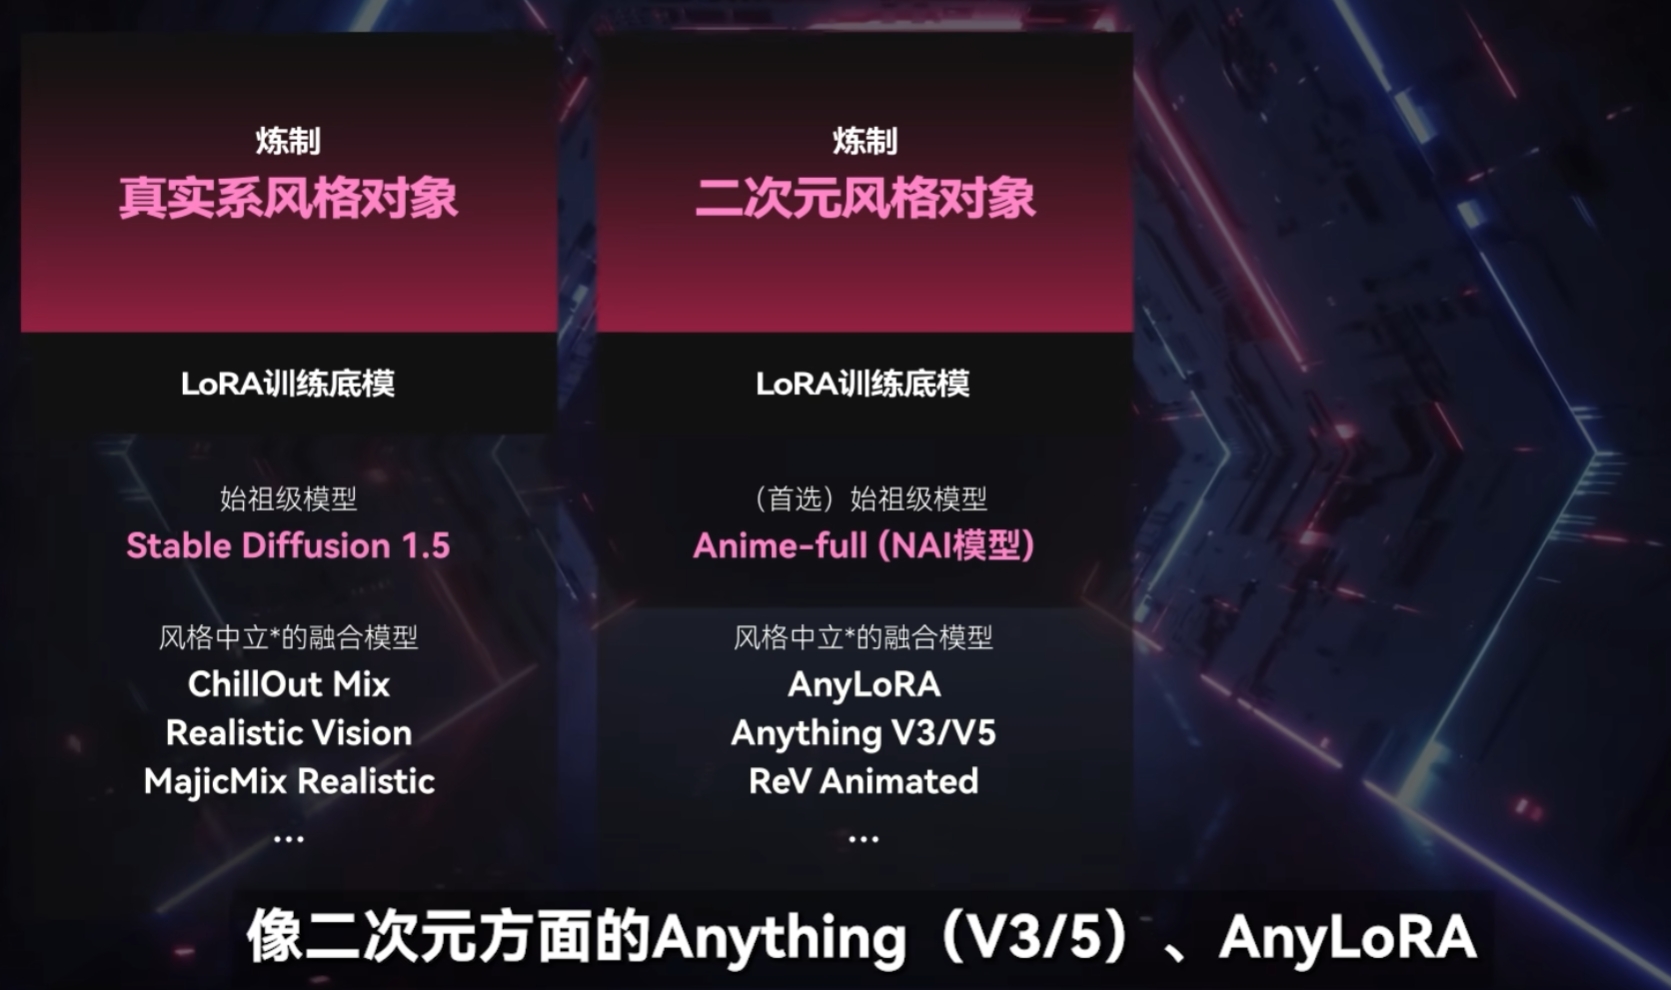 炼制
真实系风格对象
LoRA训练底模
始祖级模型
Stable Diffusion 1.5
风格中立*的融合模型
ChillOut Mix
Realistic Vision
MajicMix Realistic
...
炼制
二次元风格对象
LoRA训练底模
（首选）始祖级模型
Anime-full (NAI模型)
风格中立*的融合模型
AnyLoRA
Anything V3/V5
ReV Animated
...
像二次元方面的Anything（V3/5）、AnyLoRA